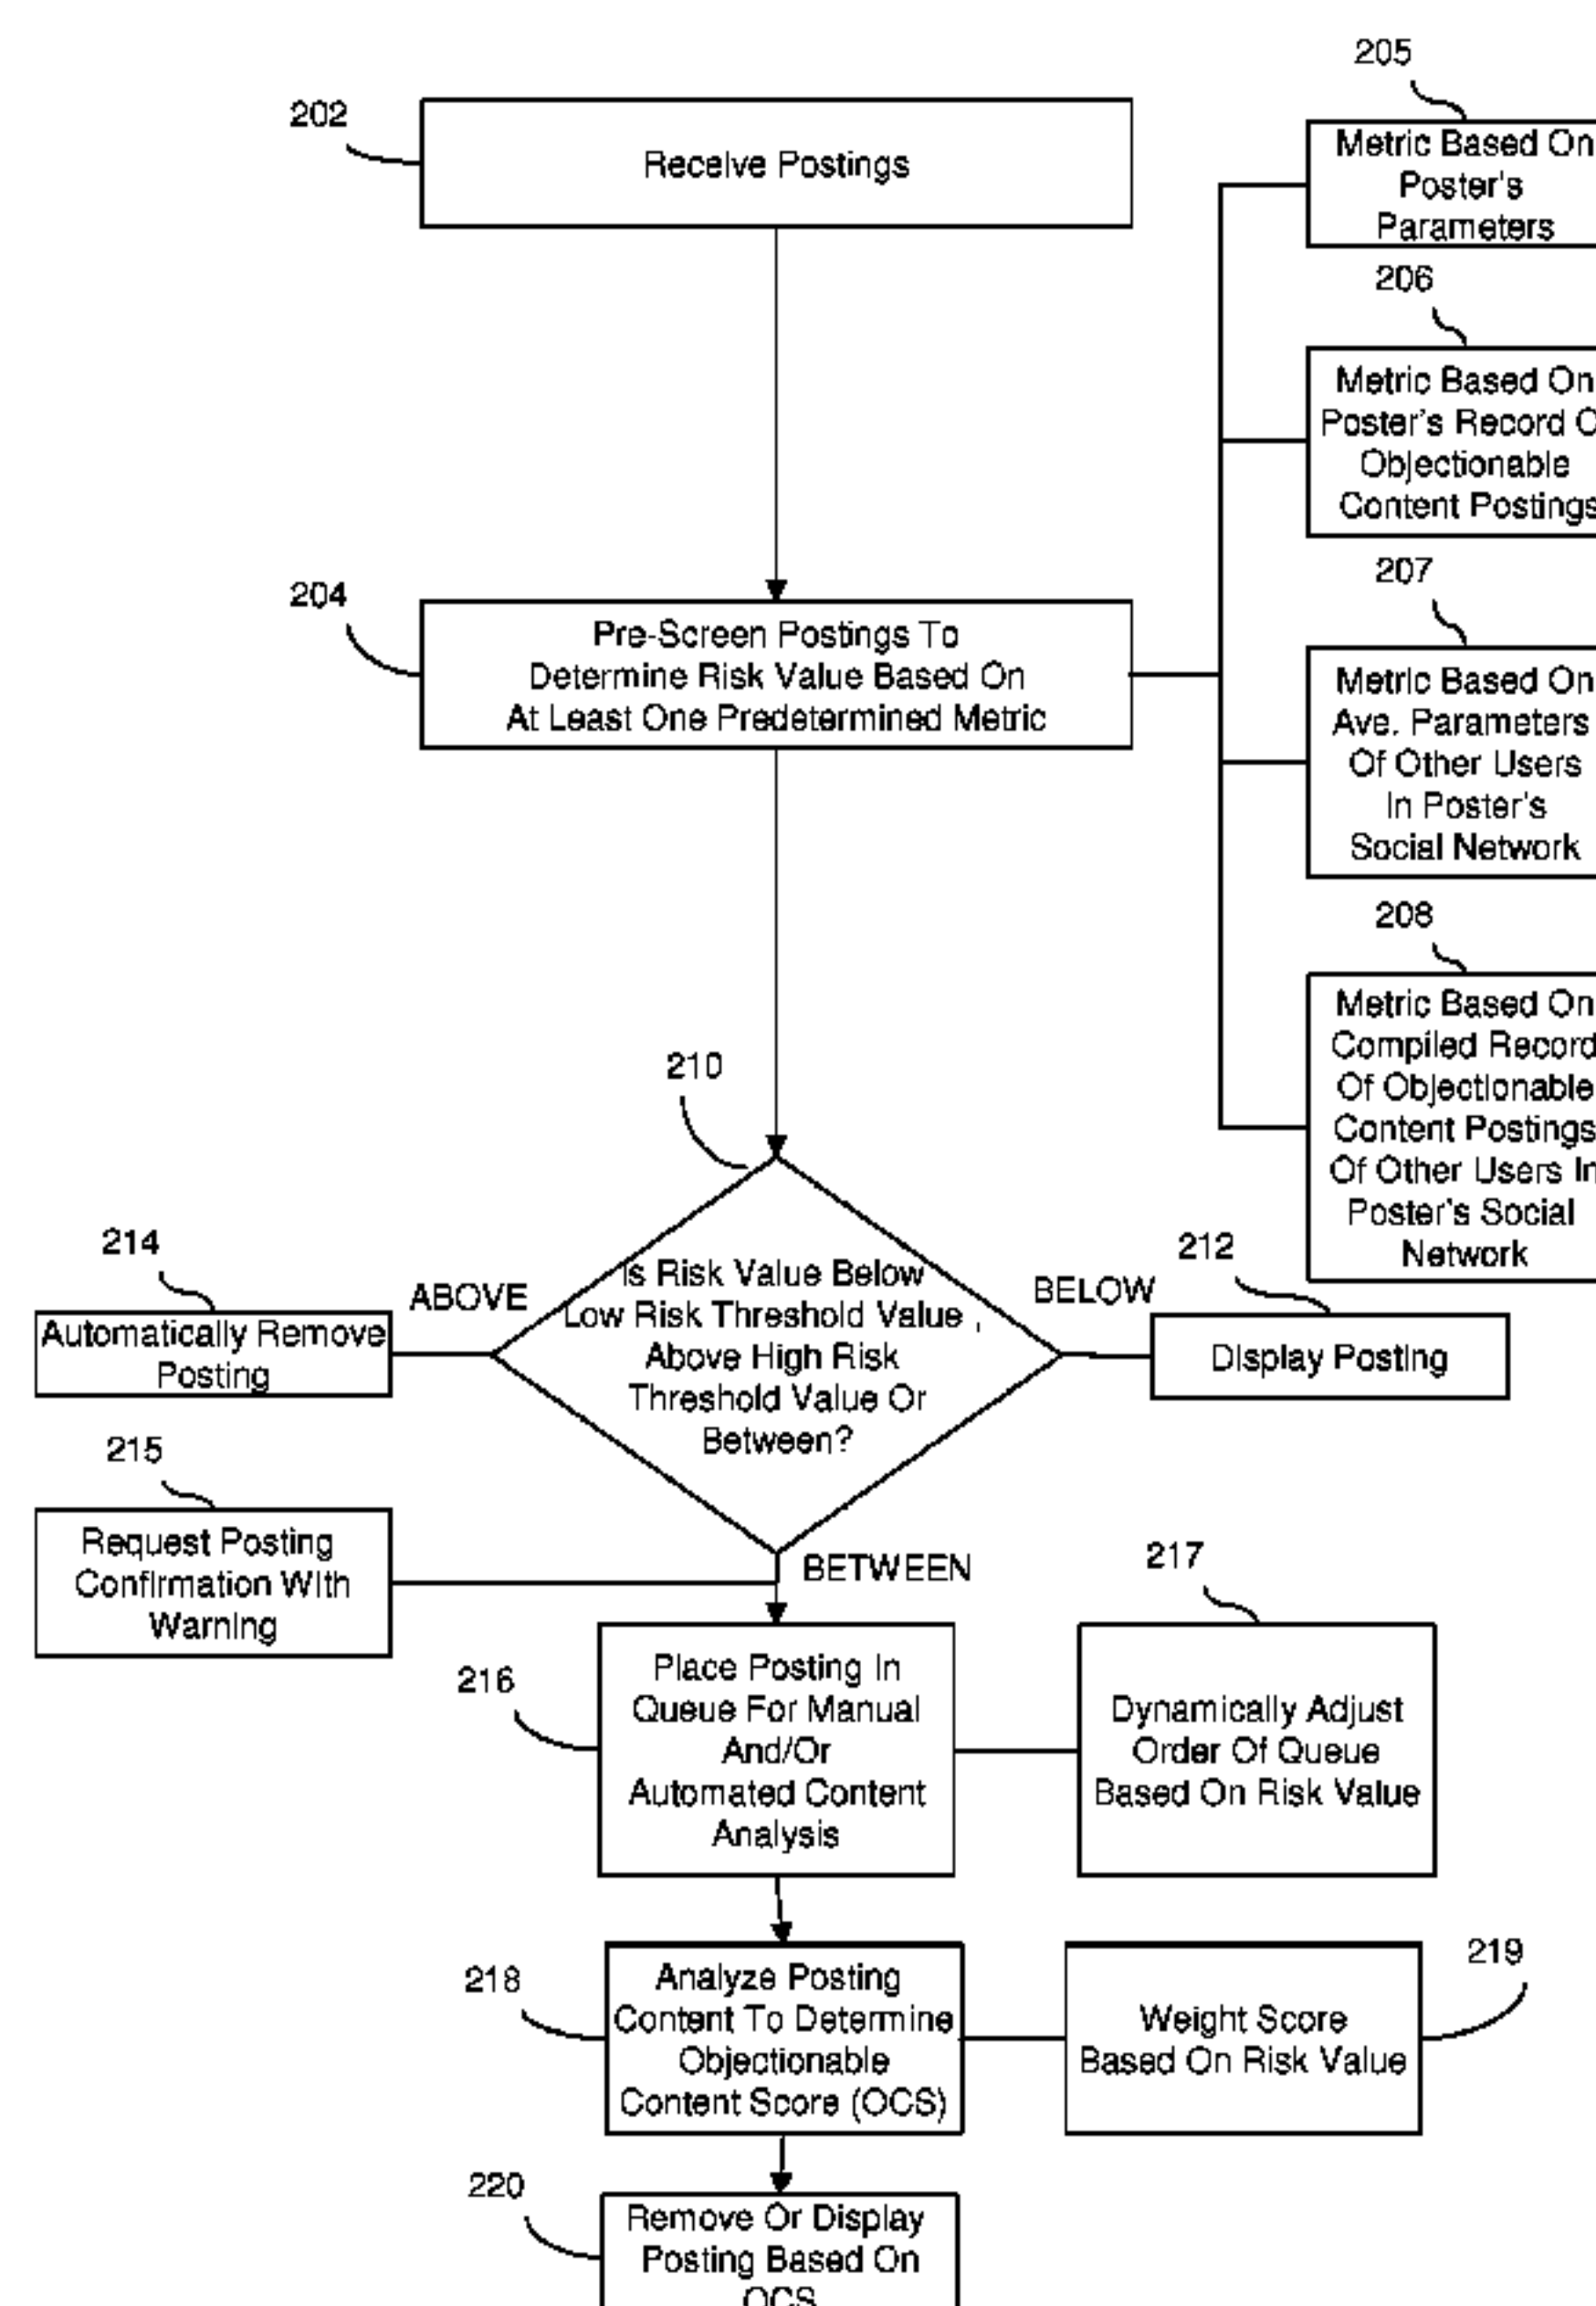 205
202
Receive Postings
Metric Based On
Poster's
Parameters
206
Metric Based On
Poster's Record O
Objectionable
Content Postings
207
204
Pre-Screen Postings To
Determine Risk Value Based On
At Least One Predetermined Metric
Metric Based On
Ave. Parameters
Of Other Users
In Poster's
Social Network
208
Metric Based On
Compiled Record
Of Objectionable
Content Postings
Of Other Users In
Poster's Social
Network
210
Is Risk Value Below
Low Risk Threshold Value ,
Above High Risk
Threshold Value Or
Between?
214
ABOVE
Automatically Remove
Posting
212
BELOW
Display Posting
215
Request Posting
Confirmation With
Warning
BETWEEN
216
Place Posting In
Queue For Manual
And/Or
Automated Content
Analysis
217
Dynamically Adjust
Order Of Queue
Based On Risk Value
218
Analyze Posting
Content To Determine
Objectionable
Content Score (OCS)
219
Weight Score
Based On Risk Value
220
Remove Or Display
Posting Based On
OCS